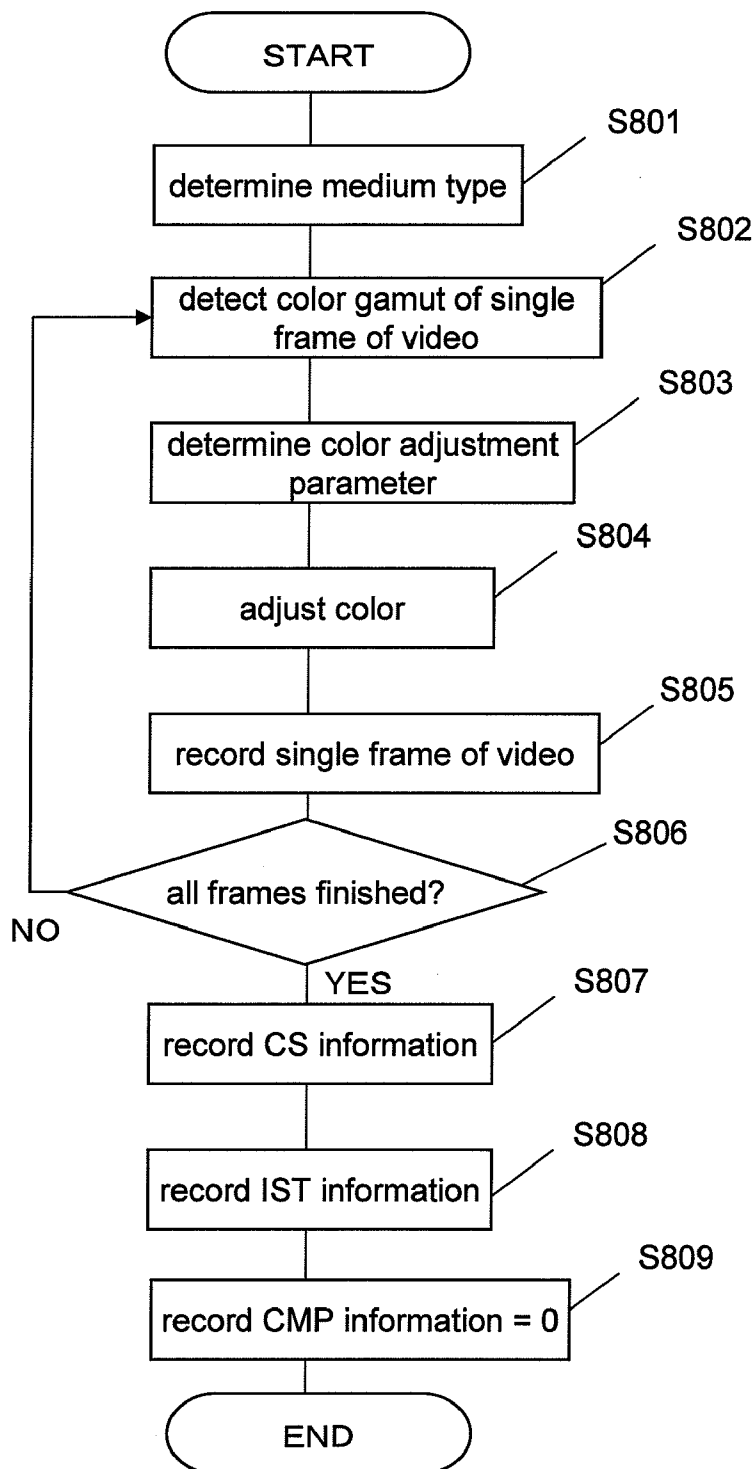 START
S801
determine medium type
S802
detect color gamut of single
frame of video
S803
determine color adjustment
parameter
S804
adjust color
S805
record single frame of video
S806
all frames finished?
NO
YES
S807
record CS information
S808
record IST information
S809
record CMP information = 0
END